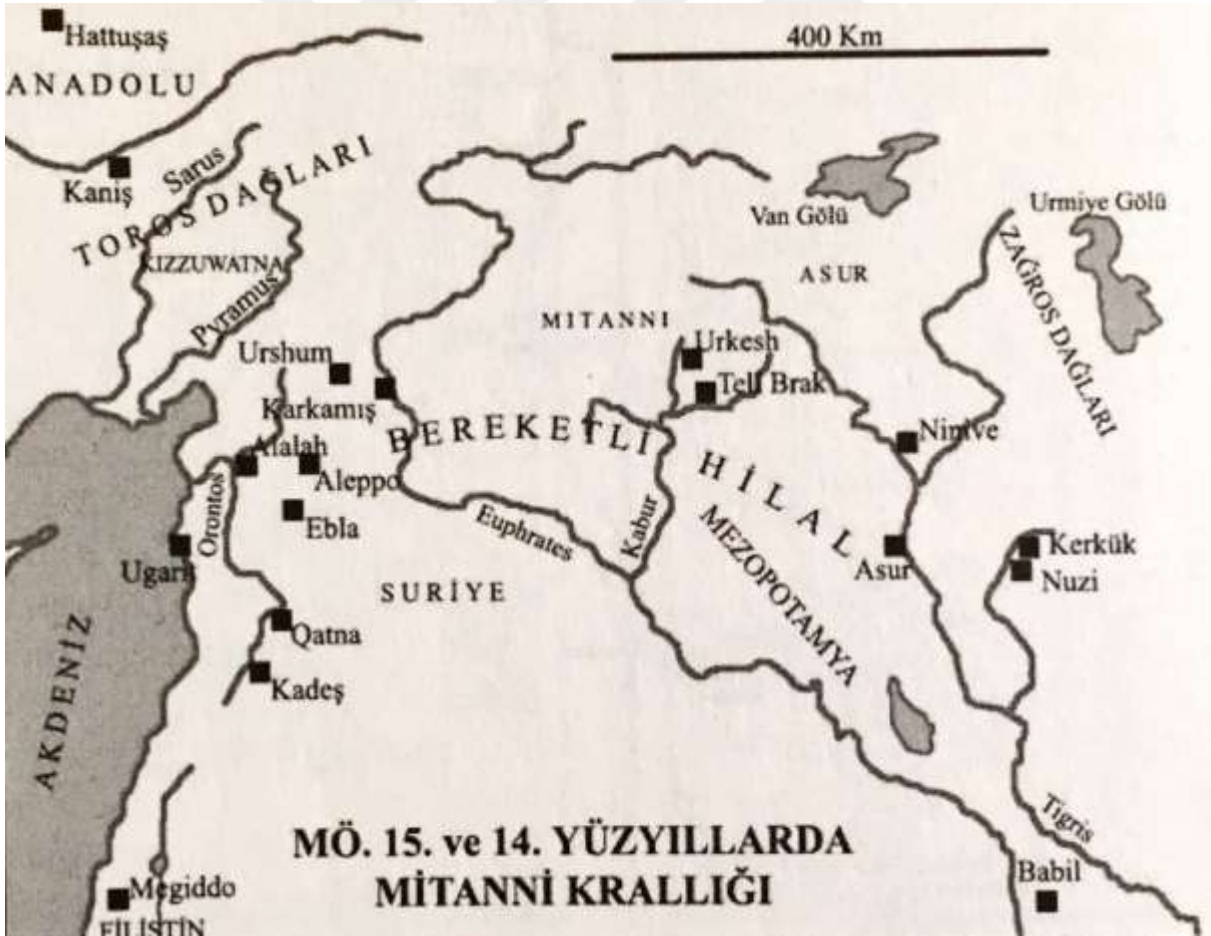 Hattuşaş
400 Km
ANADOLU
Kaniş
Sarus
TOROS DAĞLARI
Van Gölü
Urmiye Gölü
KIZZUWATNA
ASUR
ZAĞROS DAĞLARI
Pyramus
MITANNI
Urshum
Urkesh
Tell Brak
Karkamış
BEREKETLİ HİLAL
Ninive
Alalah
Aleppo
Orontos
Ebla
Euphrates
Kabur
MEZOPOTAMYA
Ugarit
Asur
Kerkük
Nuzi
SURİYE
Qatna
Kadeş
AKDENİZ
Tigris
MÖ. 15. ve 14. YÜZYILLARDA
MİTANNİ KRALLIĞI
Babil
Megiddo
FİLİSTİN